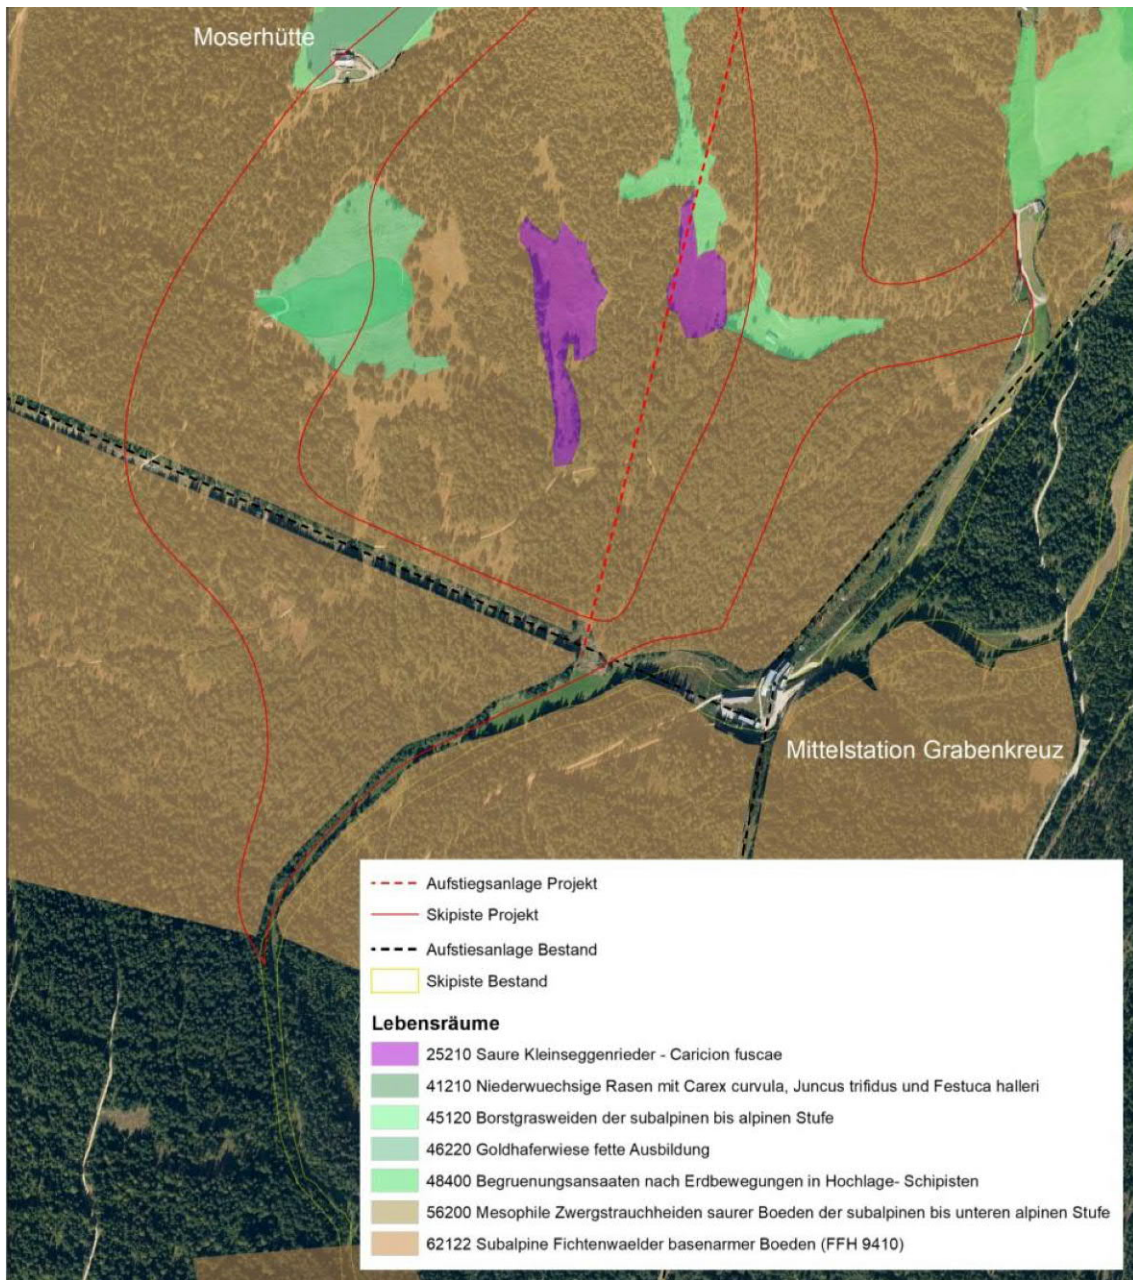 Moserhütte
Mittelstation Grabenkreuz
Aufstiegsanlage Projekt
Skipiste Projekt
Aufstiesanlage Bestand
Skipiste Bestand
Lebensräume
25210 Saure Kleinseggenrieder - Caricion fuscae
41210 Niederwuechsige Rasen mit Carex curvula, Juncus trifidus und Festuca halleri
45120 Borstgrasweiden der subalpinen bis alpinen Stufe
46220 Goldhaferwiese fette Ausbildung
48400 Begruenungsansaaten nach Erdbewegungen in Hochlage- Schipisten
56200 Mesophile Zwergstrauchheiden saurer Boeden der subalpinen bis unteren alpinen Stufe
62122 Subalpine Fichtenwaelder basenarmer Boeden (FFH 9410)